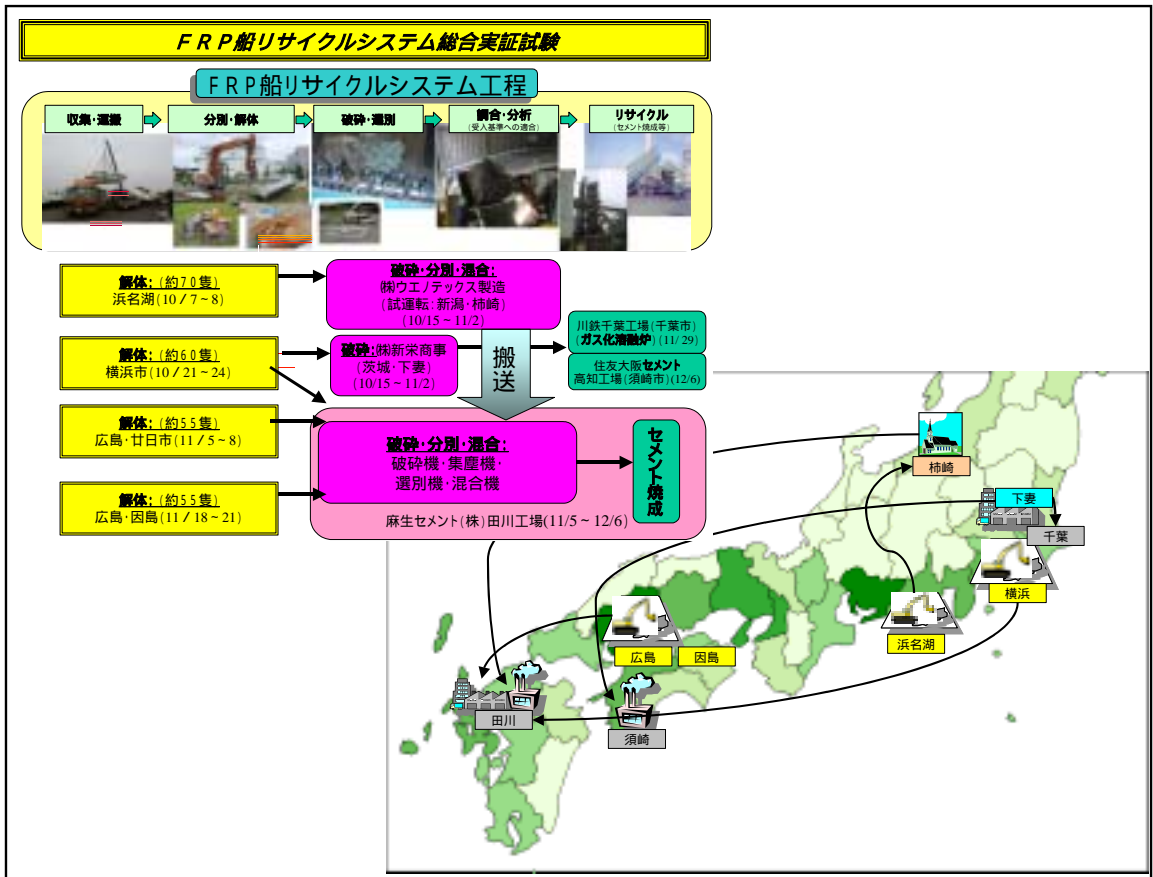 ＦＲＰ船リサイクルシステム総合実証試験
ＦＲＰ船リサイクルシステム工程
収集・運搬
分別・解体
破砕・選別
調合・分析
(受入基準への適合)
リサイクル
(セメント焼成等)
解体:(約７０隻)
浜名湖(10／7～8)
破砕・分別・混合:
㈱ウエノテックス製造
(試運転:新潟・柿崎)
(10/15～11/2)
解体:(約６０隻)
横浜市(10／21～24)
破砕:㈱新栄商事
(茨城・下妻)
(10/15～11/2)
搬送
川鉄千葉工場(千葉市)
(ガス化溶融炉)(11/29)
住友大阪セメント
高知工場(須崎市)(12/6)
解体:(約５５隻)
広島・廿日市(11／5～8)
解体:(約５５隻)
広島・因島(11／18～21)
破砕・分別・混合:
破砕機・集塵機・
選別機・混合機
セメント焼成
麻生セメント(株)田川工場(11/5～12/6)
柿崎
下妻
千葉
横浜
浜名湖
広島
因島
田川
須崎